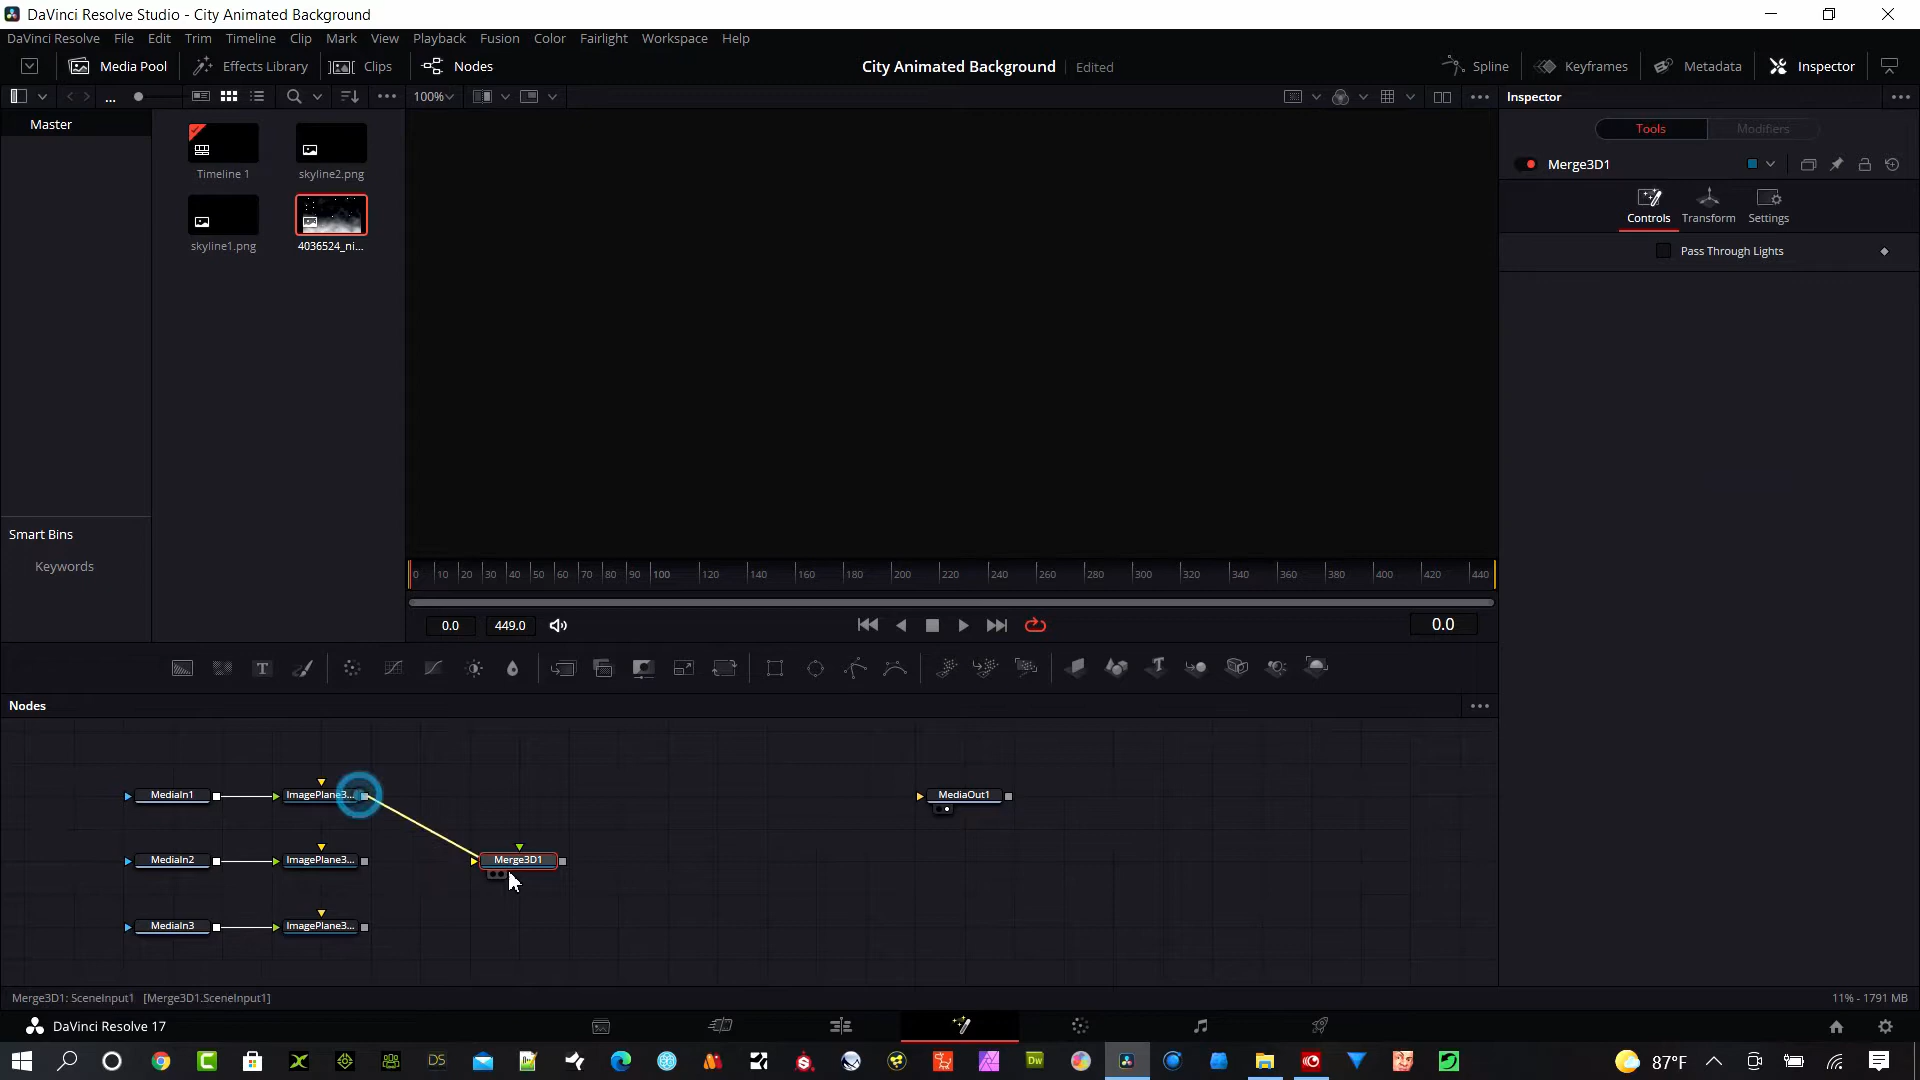 DaVinci Resolve Studio - City Animated Background
DaVinci Resolve File Edit Trim Timeline Clip Mark View Playback Fusion Color Fairlight Workspace Help
Media Pool Effects Library Clips Nodes City Animated Background Edited Spline Keyframes Metadata Inspector
... 100% Inspector
Master
Timeline 1 skyline2.png
skyline1.png 4036524_ni...
Tools Modifiers
Merge3D1
Controls Transform Settings
Pass Through Lights
Smart Bins
Keywords
0 10 20 30 40 50 60 70 80 90 100 120 140 160 180 200 220 240 260 280 300 320 340 360 380 400 420 440
0.0 449.0 0.0
Nodes
MediaIn1 ImagePlane3... MediaOut1
MediaIn2 ImagePlane3... Merge3D1
MediaIn3 ImagePlane3...
Merge3D1: SceneInput1 [Merge3D1.SceneInput1] 11% - 1791 MB
DaVinci Resolve 17
DS Dw 87°F